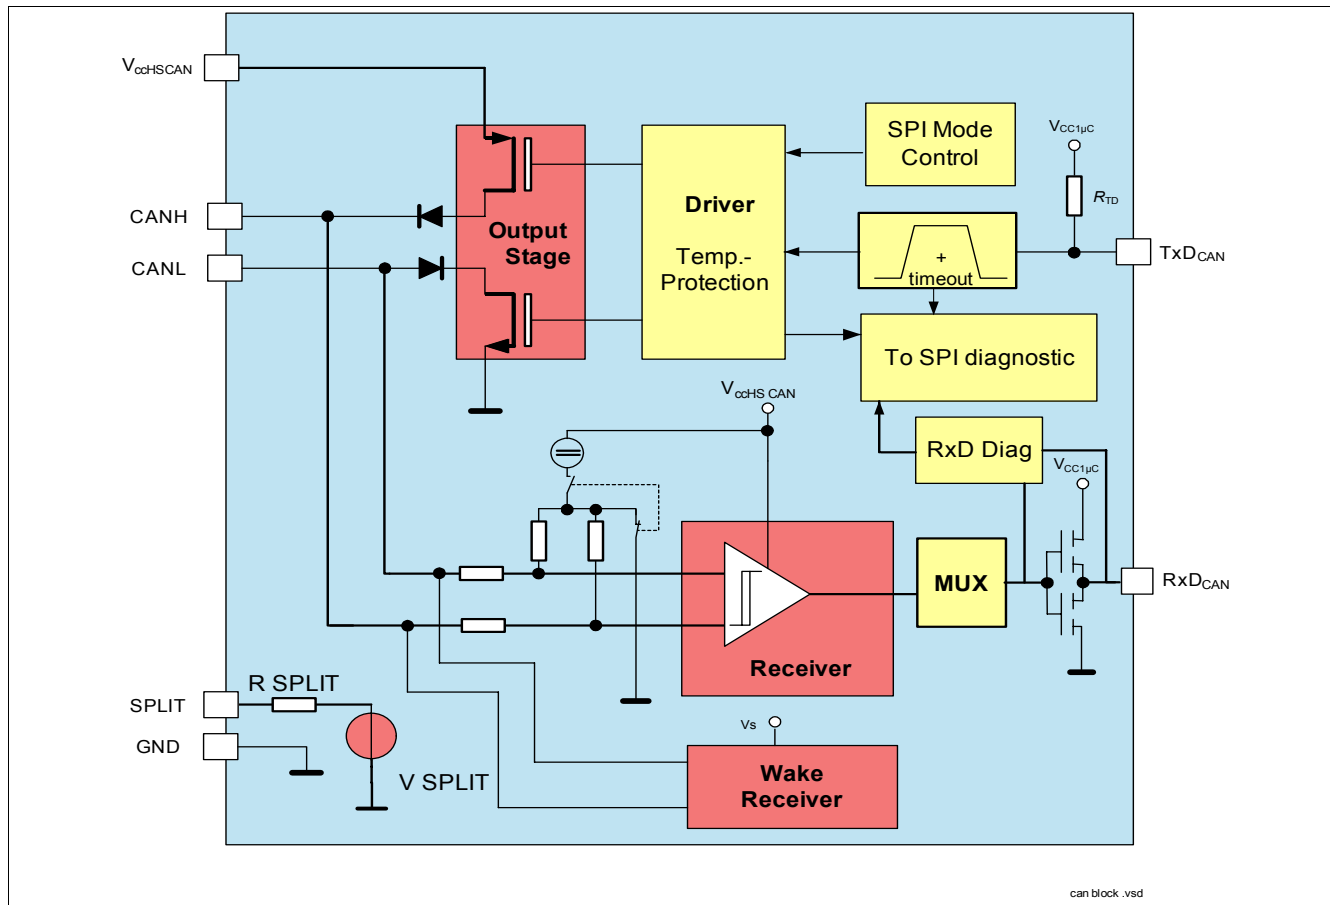 VccHSCAN
SPI Mode
Control
VCC1µC
RTD
CANH
Driver
Output
Stage
CANL
Temp.-
Protection
+
timeout
TxDCAN
To SPI diagnostic
VccHS CAN
RxD Diag
VCC1µC
MUX
RxDCAN
Receiver
R SPLIT
SPLIT
GND
V SPLIT
Vs
Wake
Receiver
can block .vsd